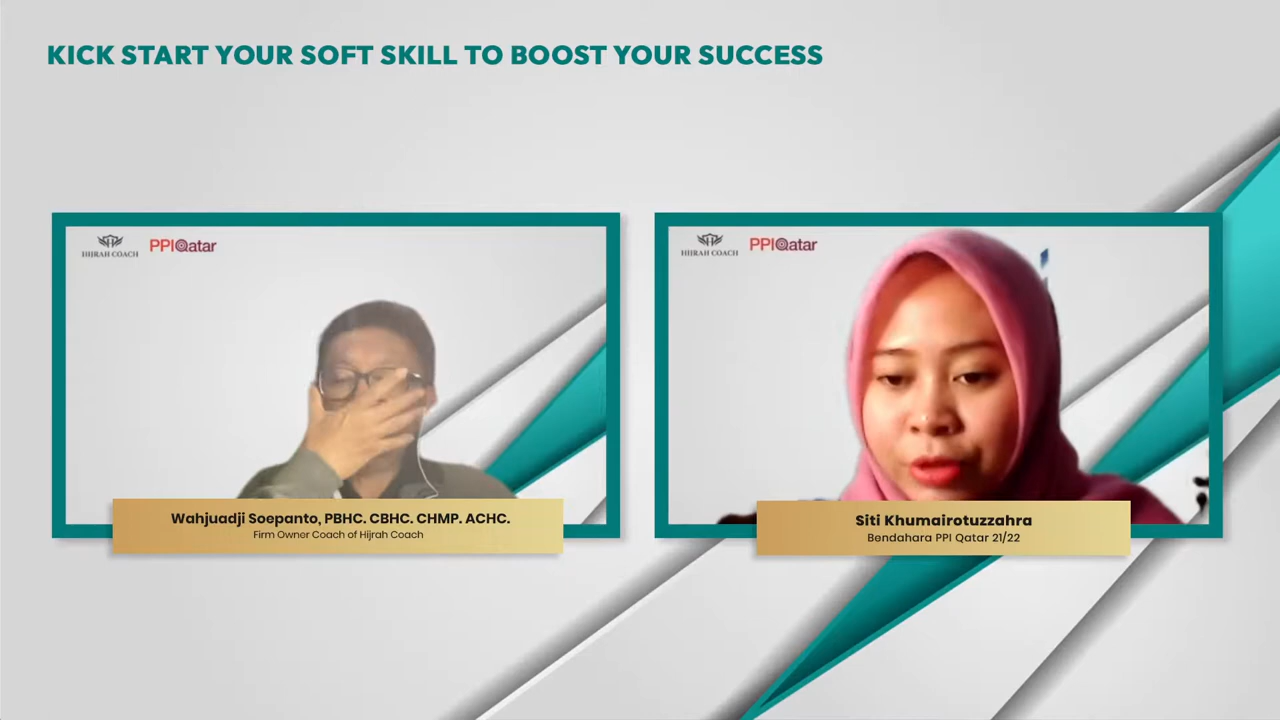 KICK START YOUR SOFT SKILL TO BOOST YOUR SUCCESS
HIJRAH COACH PPIQatar
HIJRAH COACH PPIQatar
Wahjuadji Soepanto, PBHC. CBHC. CHMP. ACHC.
Firm Owner Coach of Hijrah Coach
Siti Khumairotuzzahra
Bendahara PPI Qatar 21/22